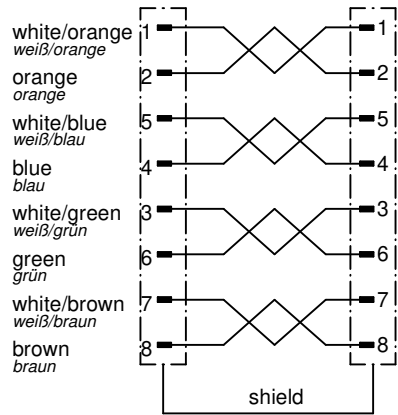 white/orange 1 1
weiß/orange
orange 2 2
orange
white/blue 5 5
weiß/blau
blue 4 4
blau
white/green 3 3
weiß/grün
green 6 6
grün
white/brown 7 7
weiß/braun
brown 8 8
braun
shield